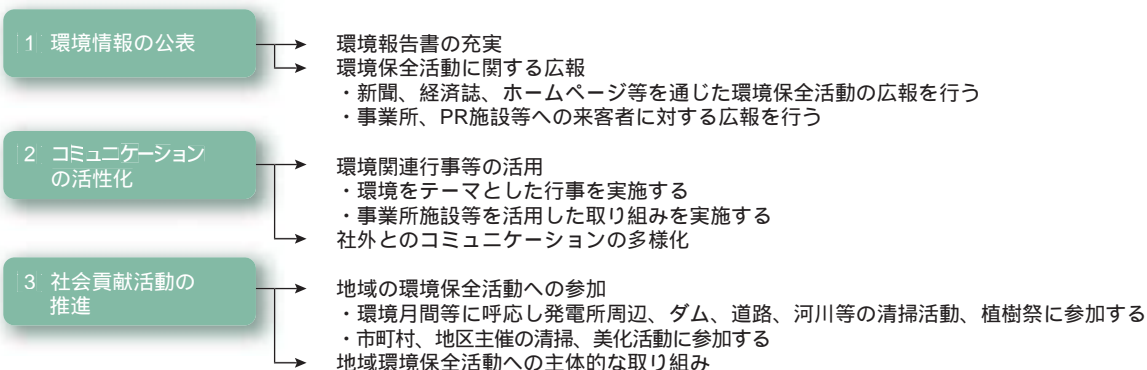 1 環境情報の公表
環境報告書の充実
環境保全活動に関する広報
・新聞、経済誌、ホームページ等を通じた環境保全活動の広報を行う
・事業所、PR施設等への来客者に対する広報を行う
2 コミュニケーション
の活性化
環境関連行事等の活用
・環境をテーマとした行事を実施する
・事業所施設等を活用した取り組みを実施する
社外とのコミュニケーションの多様化
3 社会貢献活動の
推進
地域の環境保全活動への参加
・環境月間等に呼応し発電所周辺、ダム、道路、河川等の清掃活動、植樹祭に参加する
・市町村、地区主催の清掃、美化活動に参加する
地域環境保全活動への主体的な取り組み